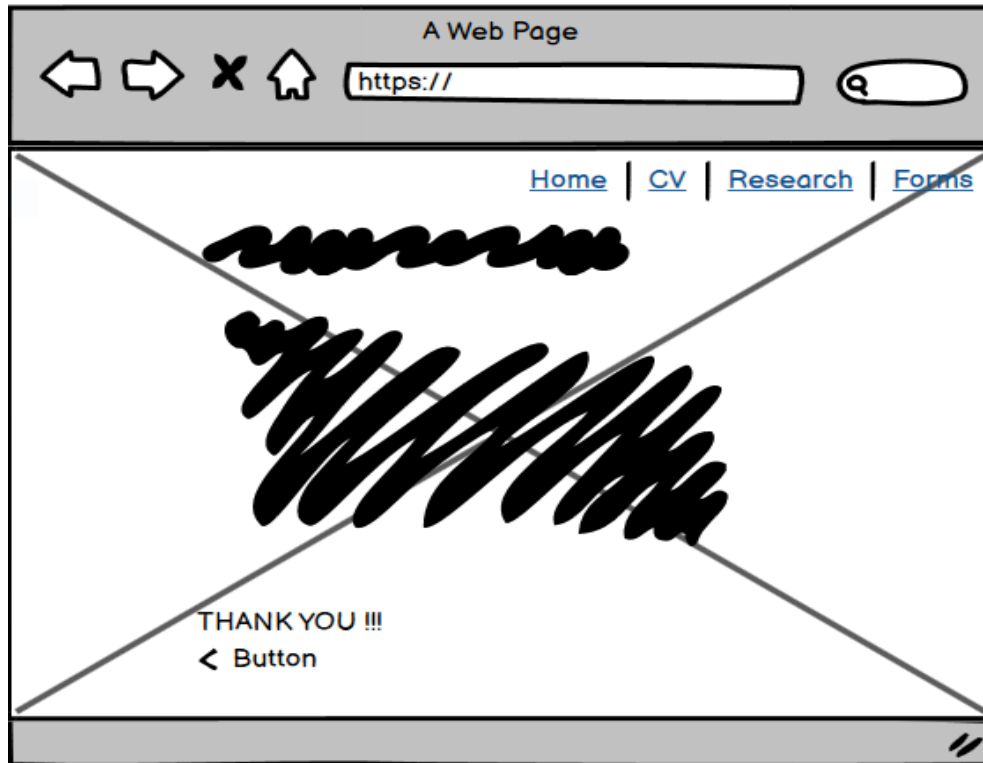 A Web Page
https://
Home | CV | Research | Forms
THANK YOU !!!
< Button